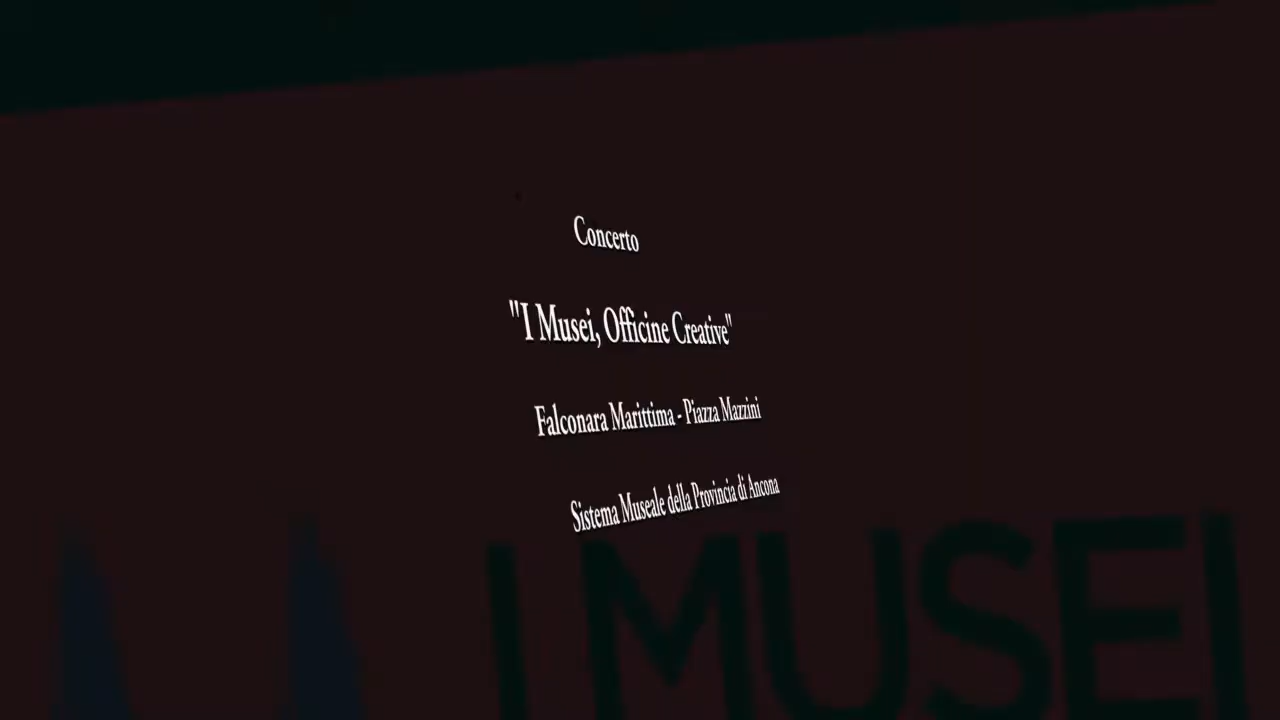 Concerto
"I Musei, Officine Creative"
Falconara Marittima - Piazza Mazzini
Sistema Museale della Provincia di Ancona
I MUSEI